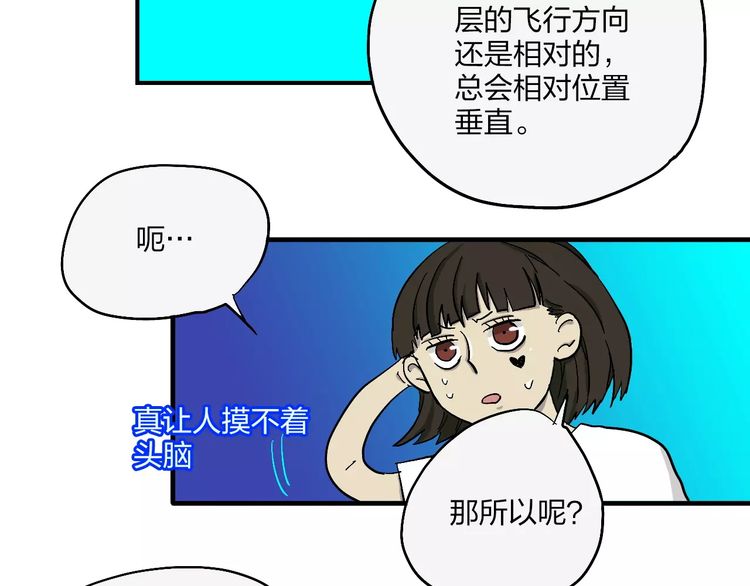 层的飞行方向
还是相对的，
总会相对位置
垂直。
呃…
真让人摸不着
头脑
那所以呢？